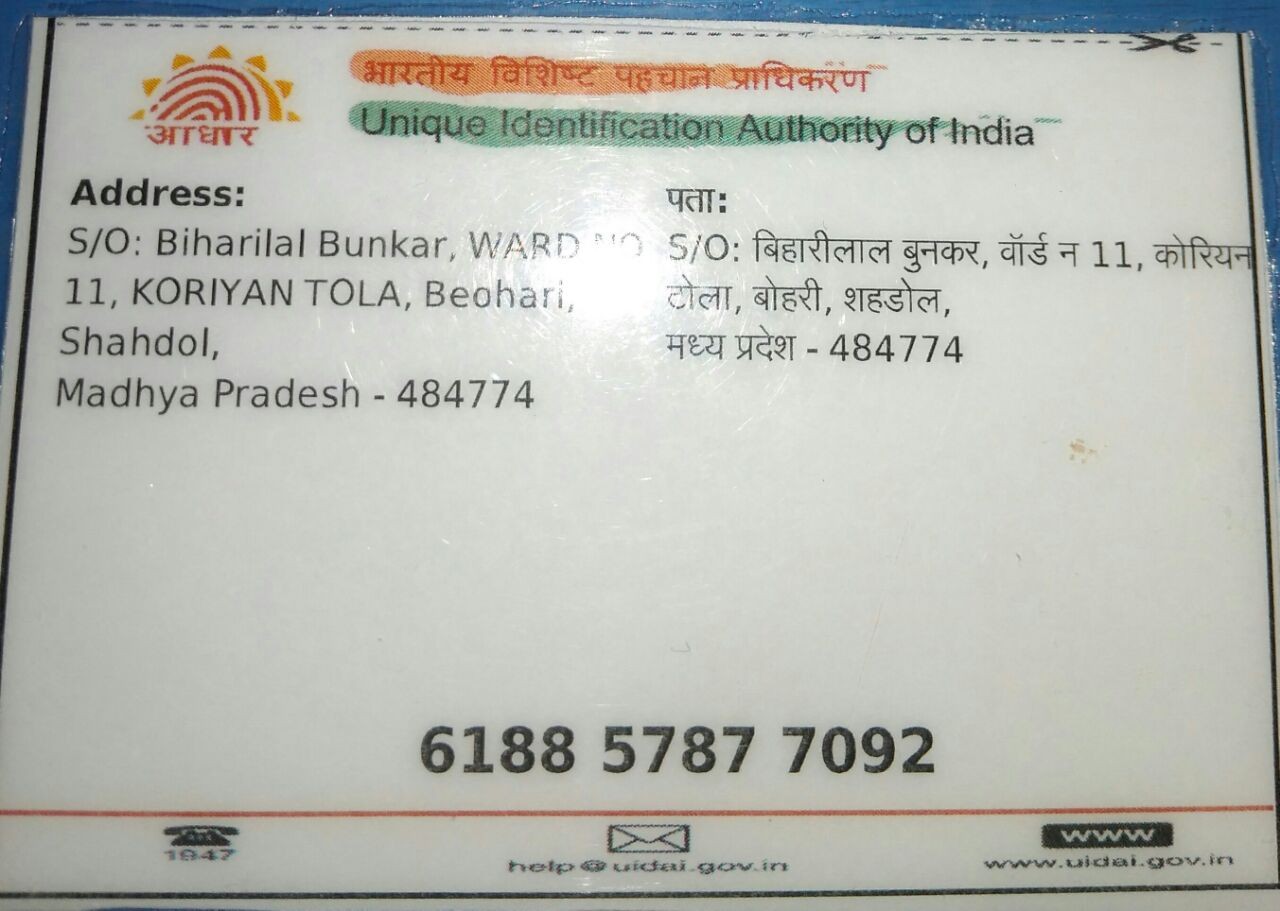 आधार
भारतीय विशिष्ट पहचान प्राधिकरण
Unique Identification Authority of India
Address:
S/O: Biharilal Bunkar, WARD NO
11, KORIYAN TOLA, Beohari,
Shahdol,
Madhya Pradesh - 484774
पता:
S/O: बिहारीलाल बुनकर, वॉर्ड न 11, कोरियन
टोला, बोहरी, शहडोल,
मध्य प्रदेश - 484774
6188 5787 7092
1947
help@uidai.gov.in
www
www.uidai.gov.in